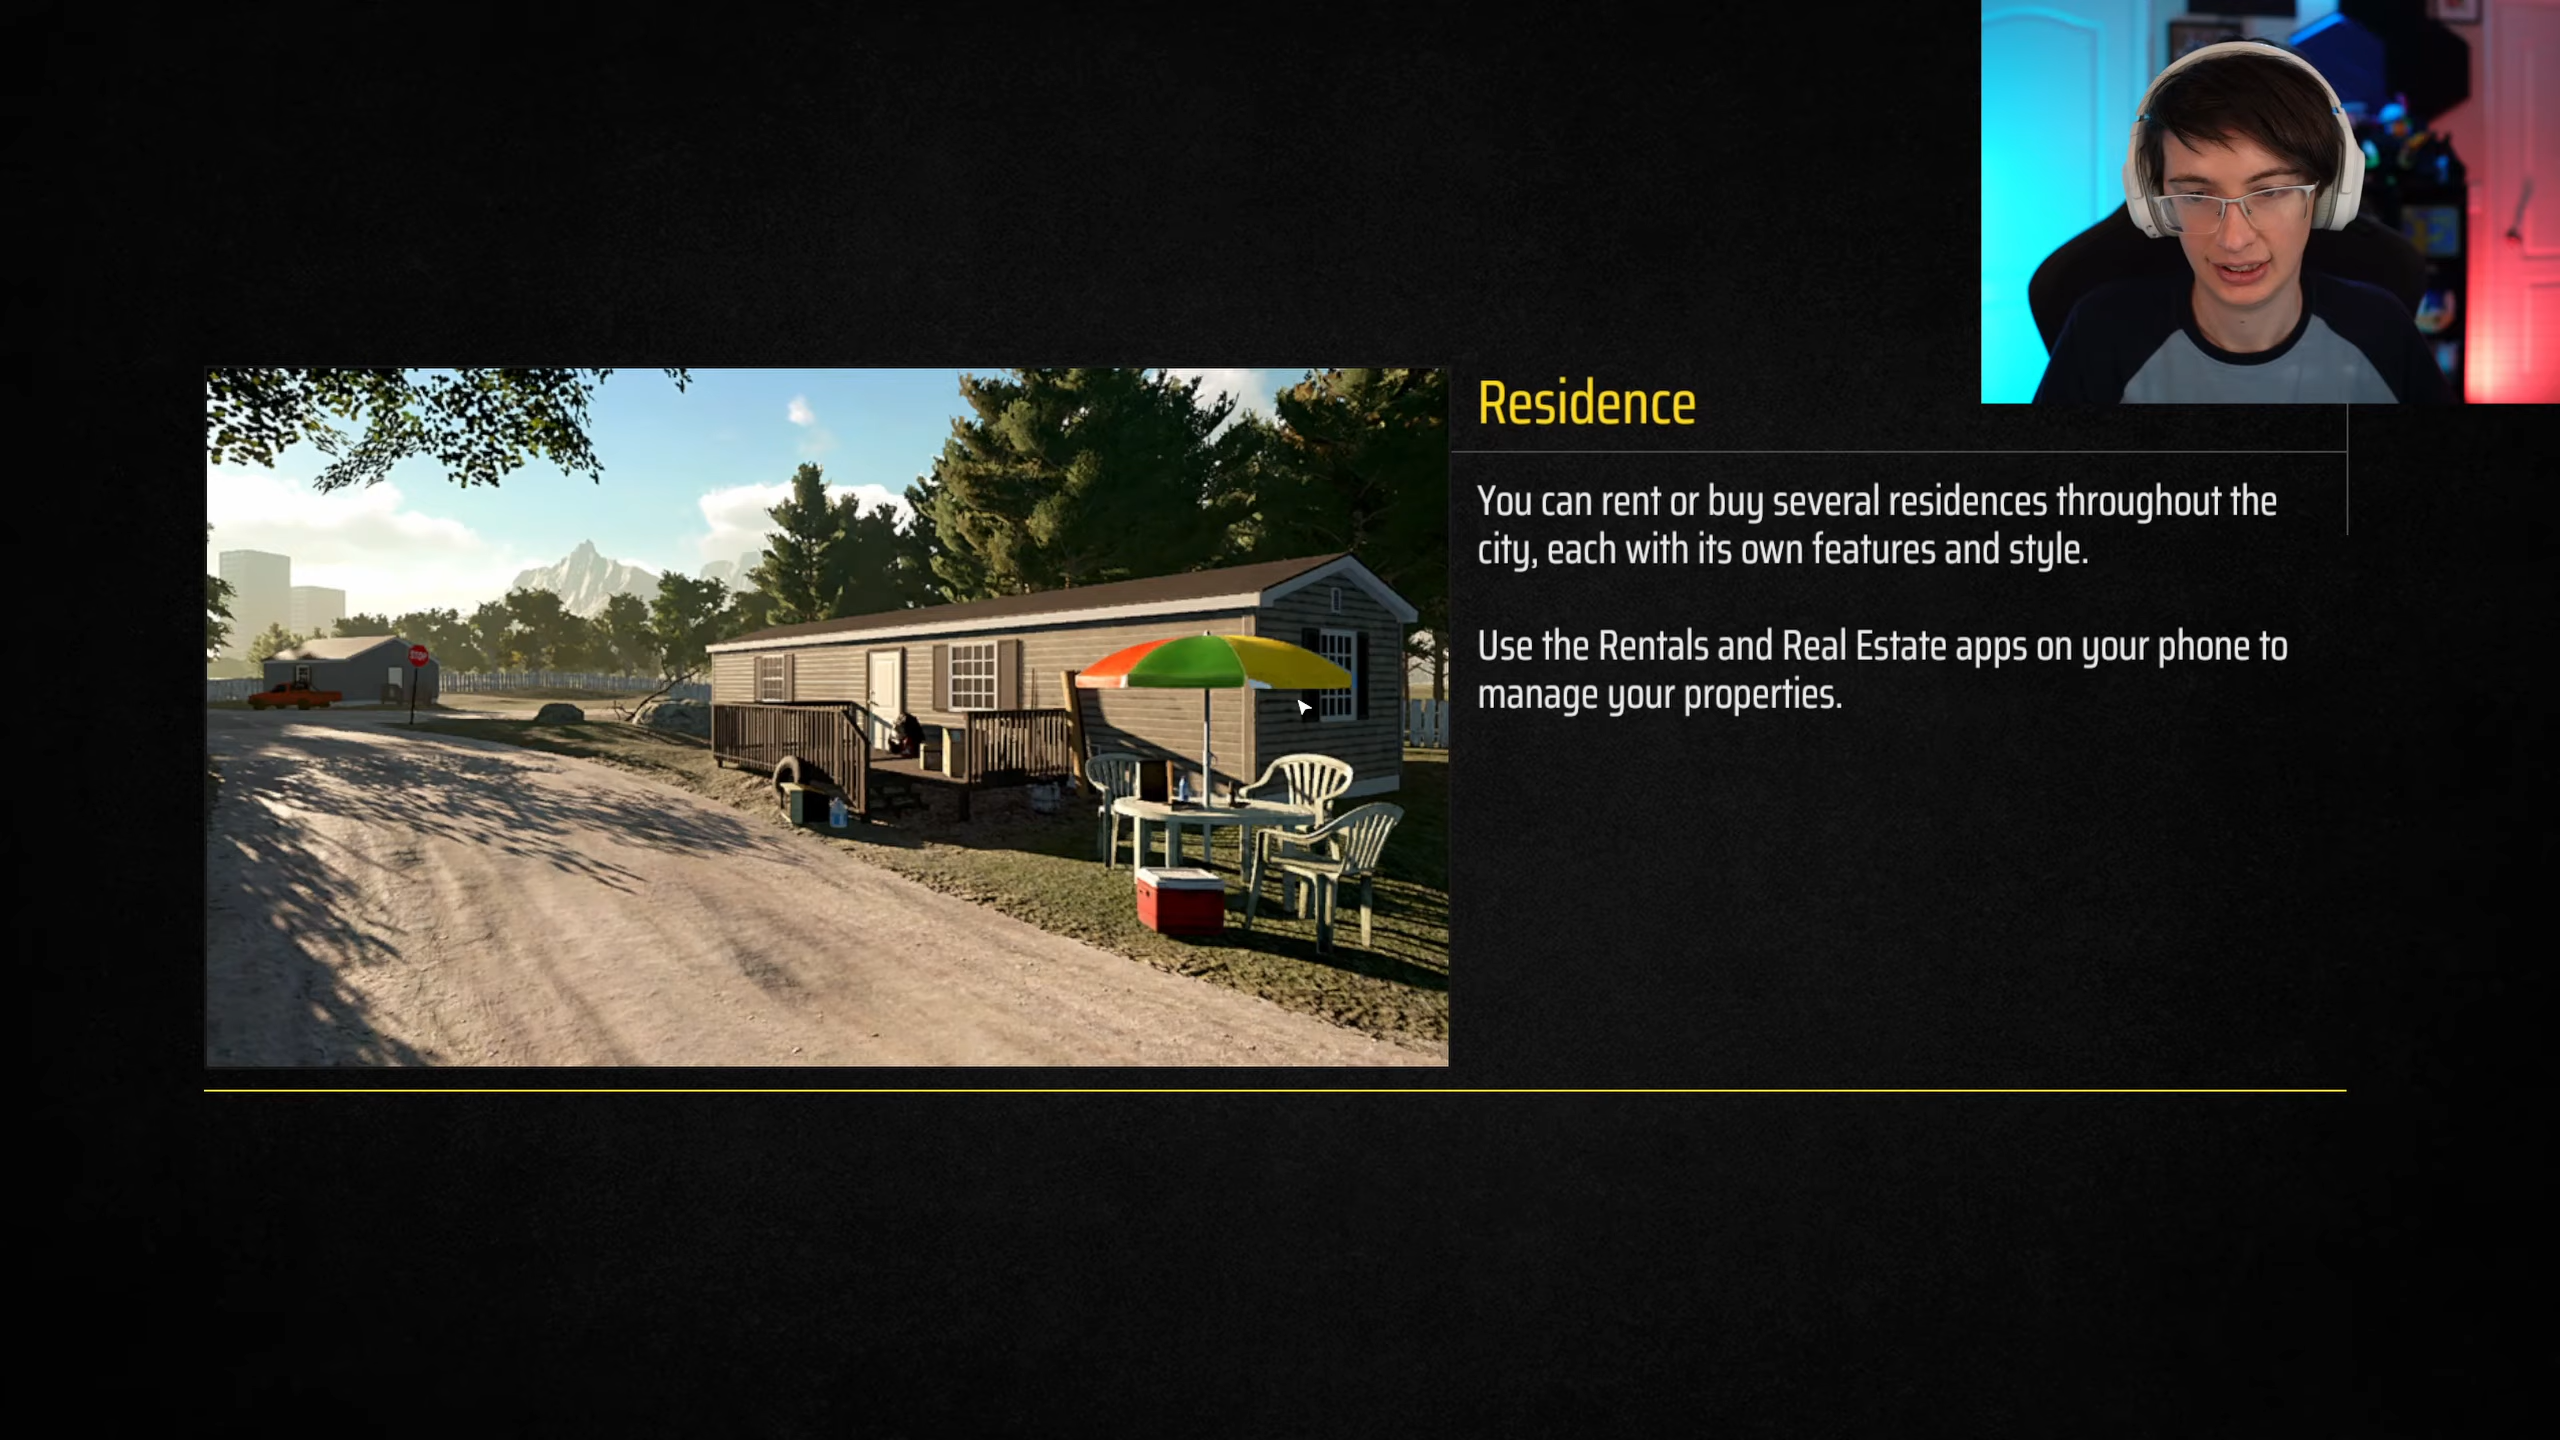 Residence
You can rent or buy several residences throughout the
city, each with its own features and style.
Use the Rentals and Real Estate apps on your phone to
manage your properties.
STOP